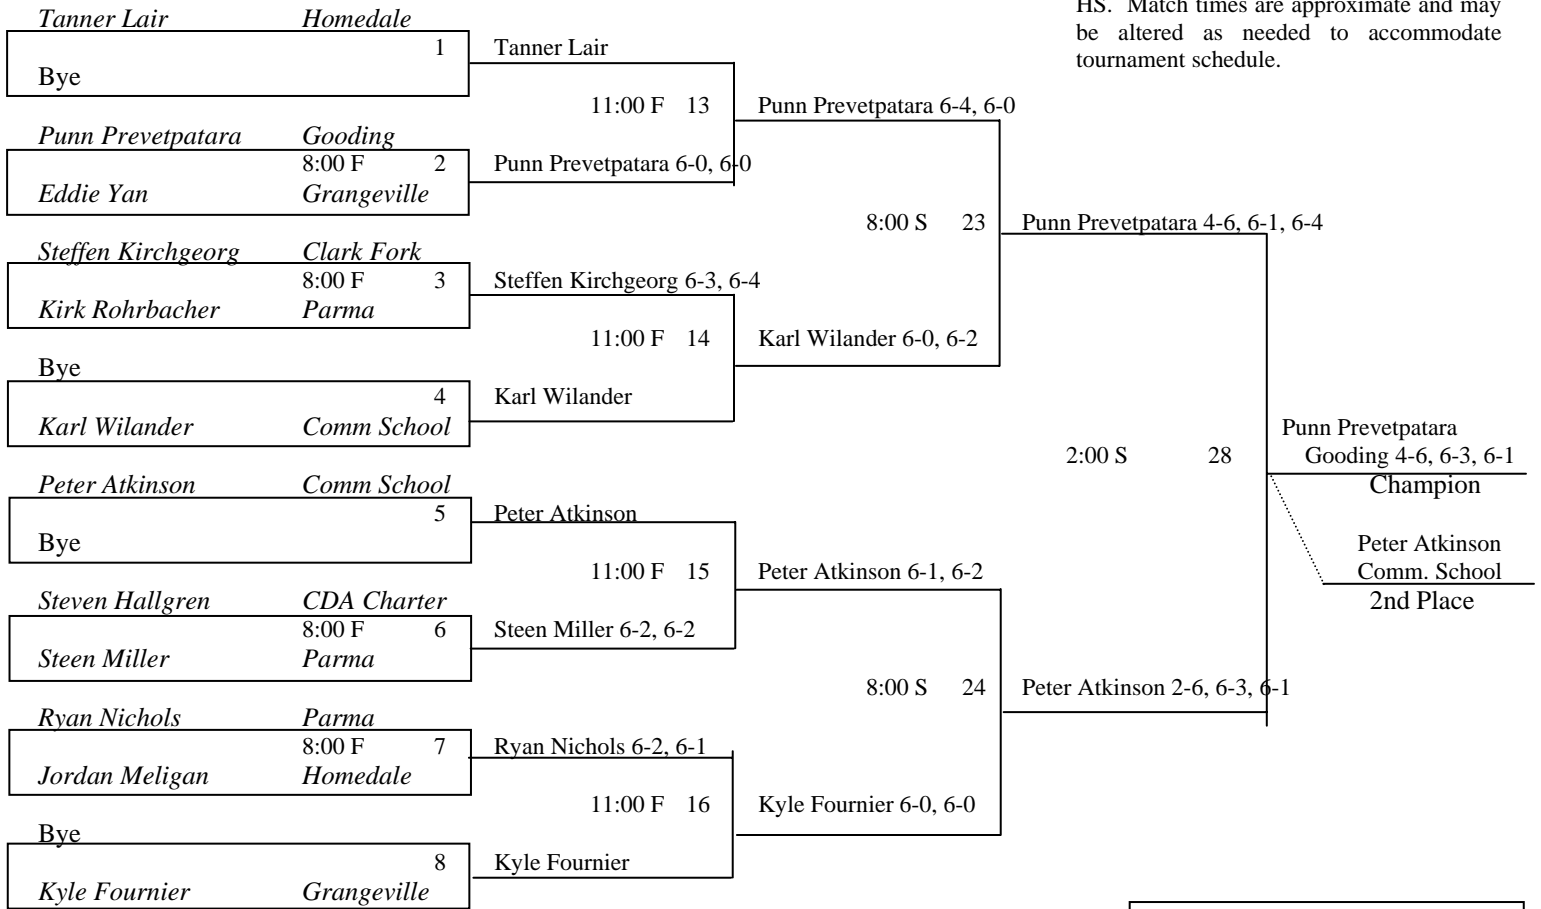 HS. Match times are approximate and may
be altered as needed to accommodate
tournament schedule.
Tanner Lair Homedale
1 Tanner Lair
Bye
11:00 F 13 Punn Prevetpatara 6-4, 6-0
Punn Prevetpatara Gooding
8:00 F 2 Punn Prevetpatara 6-0, 6-0
Eddie Yan Grangeville
8:00 S 23 Punn Prevetpatara 4-6, 6-1, 6-4
Steffen Kirchgeorg Clark Fork
8:00 F 3 Steffen Kirchgeorg 6-3, 6-4
Kirk Rohrbacher Parma
11:00 F 14 Karl Wilander 6-0, 6-2
Bye
4 Karl Wilander
Karl Wilander Comm School
Punn Prevetpatara
2:00 S 28 Gooding 4-6, 6-3, 6-1
Champion
Peter Atkinson Comm School
5 Peter Atkinson
Bye
Peter Atkinson
Comm. School
2nd Place
11:00 F 15 Peter Atkinson 6-1, 6-2
Steven Hallgren CDA Charter
8:00 F 6 Steen Miller 6-2, 6-2
Steen Miller Parma
8:00 S 24 Peter Atkinson 2-6, 6-3, 6-1
Ryan Nichols Parma
8:00 F 7 Ryan Nichols 6-2, 6-1
Jordan Meligan Homedale
11:00 F 16 Kyle Fournier 6-0, 6-0
Bye
8 Kyle Fournier
Kyle Fournier Grangeville